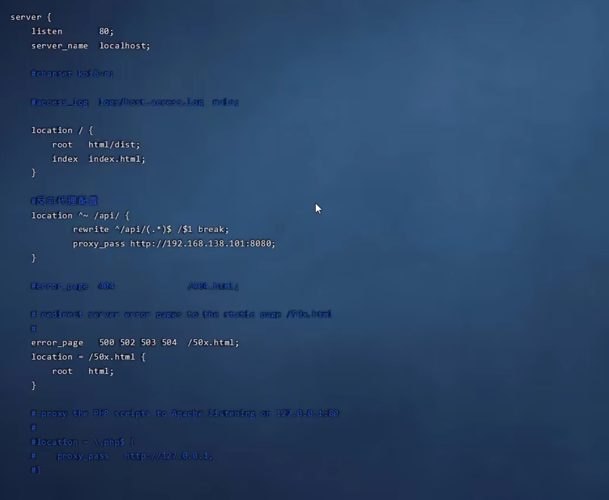 server {
listen 80;
server_name localhost;
#charset koi8-r;
#access_log logs/host.access.log main;
location / {
root html/dist;
index index.html;
}
#反向代理配置
location ^~ /api/ {
rewrite ^/api/(.*)$ /$1 break;
proxy_pass http://192.168.138.101:8080;
}
#error_page 404 /404.html;
# redirect server error pages to the static page /50x.html
#
error_page 500 502 503 504 /50x.html;
location = /50x.html {
root html;
}
# proxy the PHP scripts to Apache listening on 127.0.0.1:80
#
#location ~ \.php$ {
# proxy_pass http://127.0.0.1;
#}